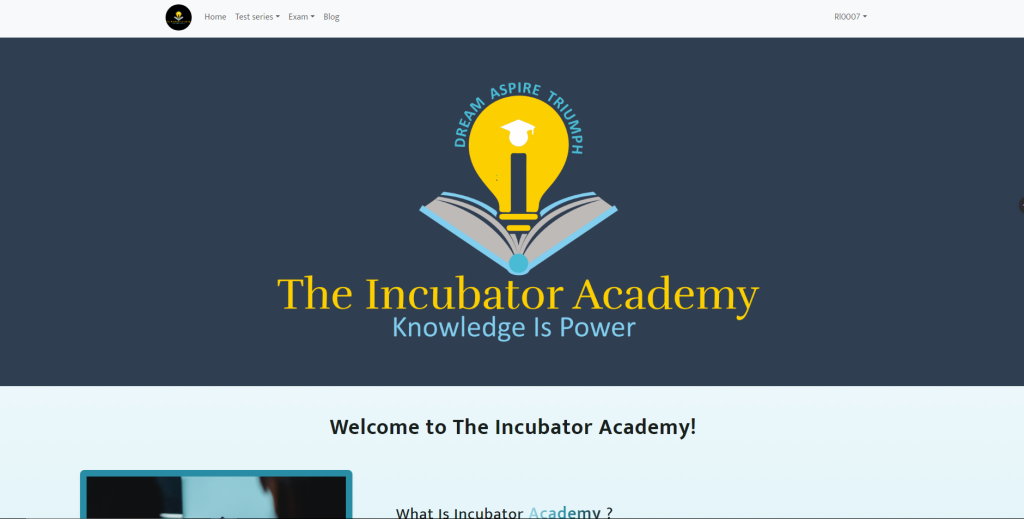 Home Test series Exam Blog RI0007
DREAM ASPIRE TRIUMPH
The Incubator Academy
Knowledge Is Power
Welcome to The Incubator Academy!
What Is Incubator Academy ?